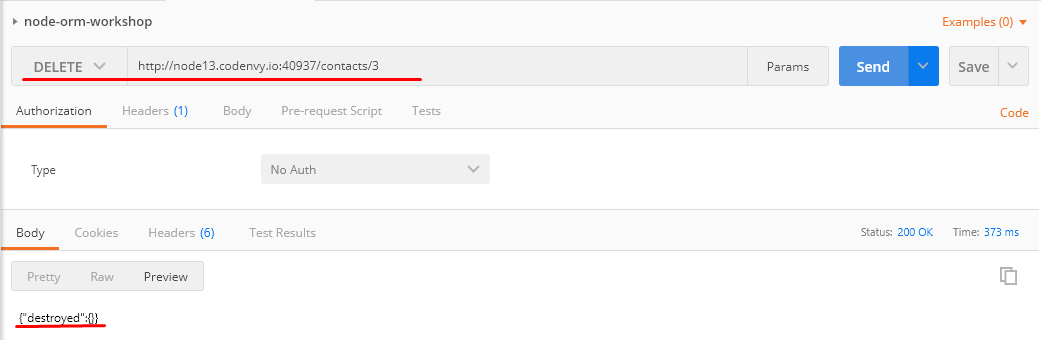 node-orm-workshop Examples (0)
DELETE http://node13.codenvy.io:40937/contacts/3 Params Send Save
Authorization Headers (1) Body Pre-request Script Tests Code
Type No Auth
Body Cookies Headers (6) Test Results Status: 200 OK Time: 373 ms
Pretty Raw Preview
{"destroyed":{}}